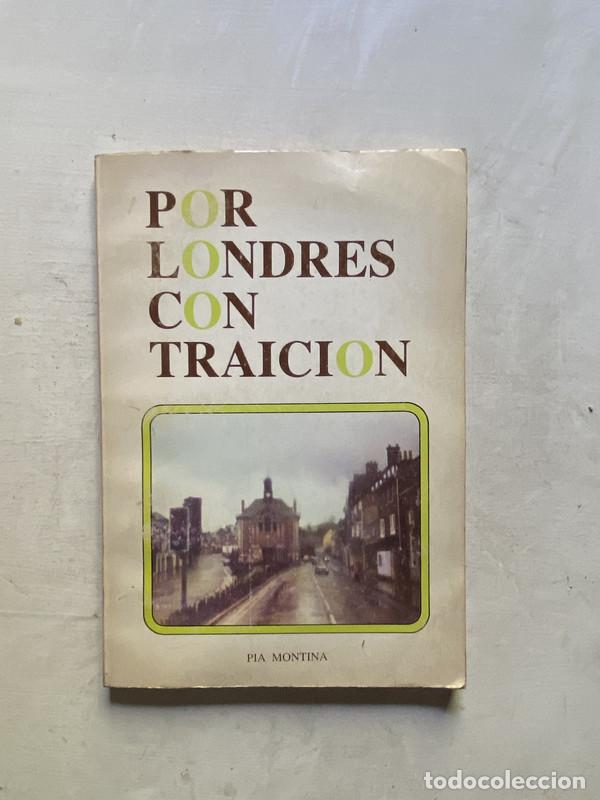 POR
LONDRES
CON
TRAICION
PIA MONTINA
todocoleccion